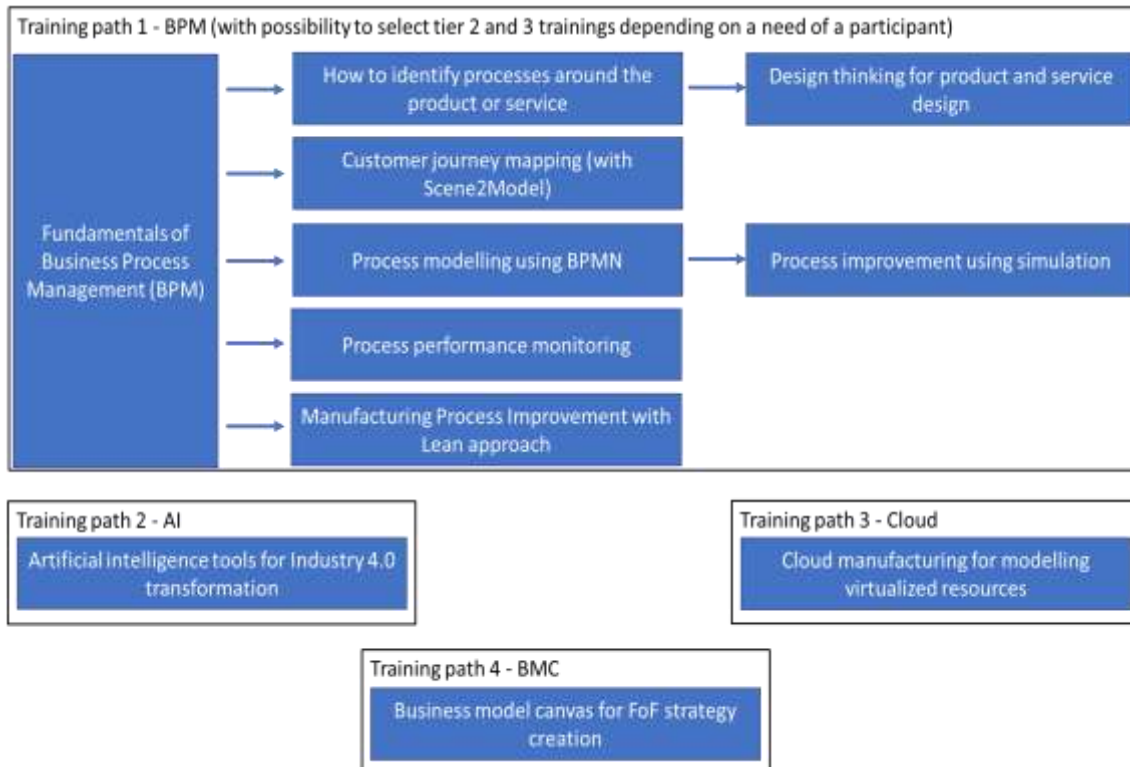 Training path 1 - BPM (with possibility to select tier 2 and 3 trainings depending on a need of a participant)
Fundamentals of
Business Process
Management (BPM)
How to identify processes around the
product or service
Design thinking for product and service
design
Customer journey mapping (with
Scene2Model)
Process modelling using BPMN
Process improvement using simulation
Process performance monitoring
Manufacturing Process Improvement with
Lean approach
Training path 2 - AI
Artificial intelligence tools for Industry 4.0
transformation
Training path 3 - Cloud
Cloud manufacturing for modelling
virtualized resources
Training path 4 - BMC
Business model canvas for FoF strategy
creation